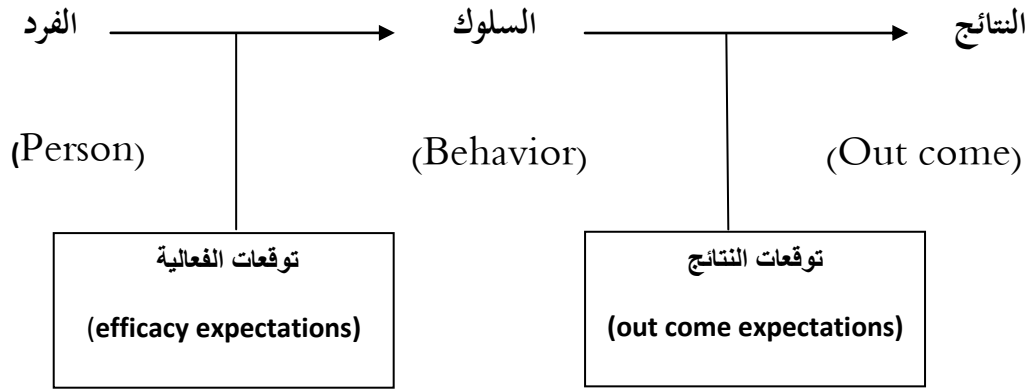 الفرد
السلوك
النتائج
(Person)
(Behavior)
(Out come)
توقعات الفعالية
(efficacy expectations)
توقعات النتائج
(out come expectations)